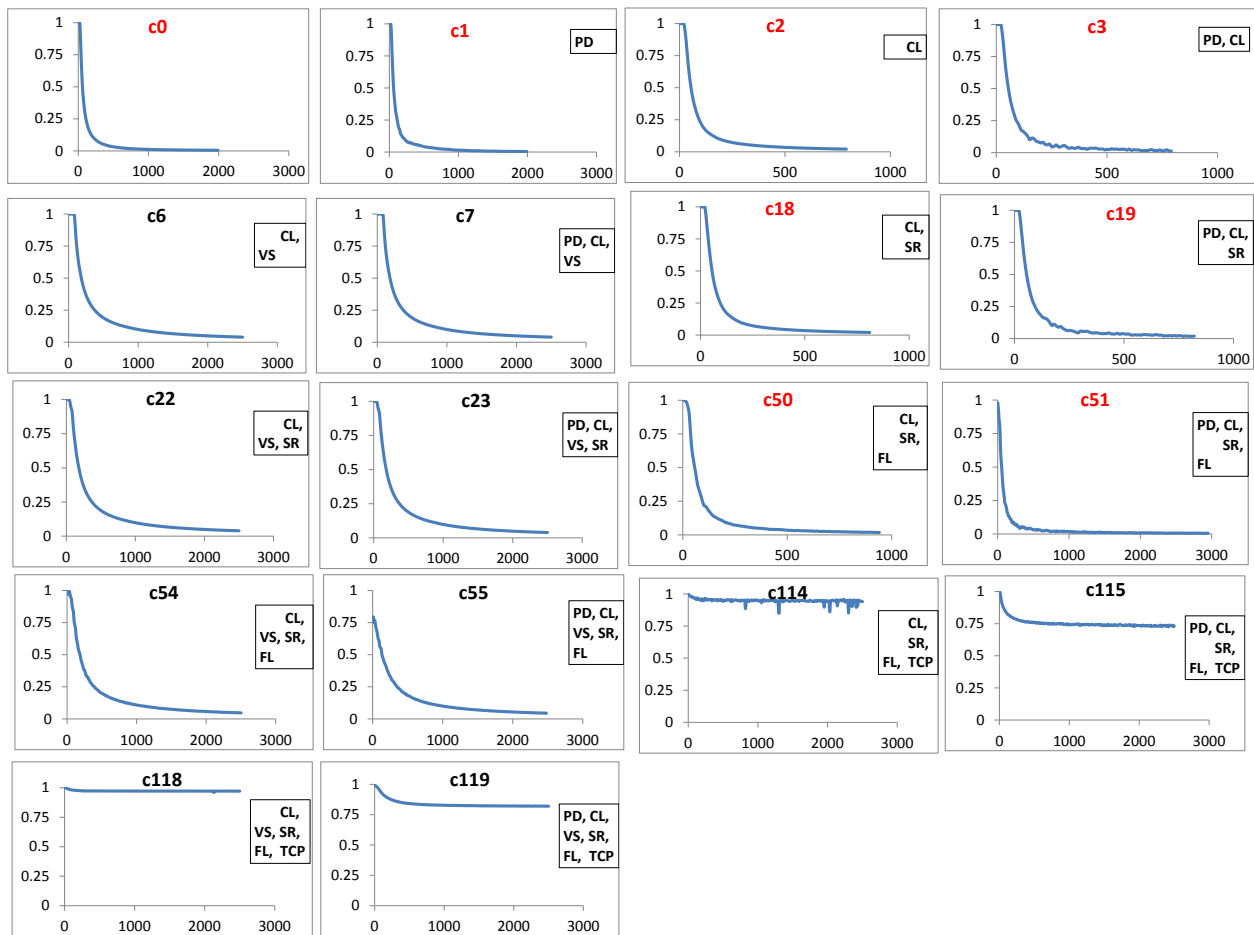 c0
1
0.75
0.5
0.25
0
0 1000 2000 3000
c1
PD
1
0.75
0.5
0.25
0
0 1000 2000 3000
c2
CL
1
0.75
0.5
0.25
0
0 500 1000
c3
PD, CL
1
0.75
0.5
0.25
0
0 500 1000
c6
CL,
VS
1
0.75
0.5
0.25
0
0 1000 2000 3000
c7
PD, CL,
VS
1
0.75
0.5
0.25
0
0 1000 2000 3000
c18
CL,
SR
1
0.75
0.5
0.25
0
0 500 1000
c19
PD, CL,
SR
1
0.75
0.5
0.25
0
0 500 1000
c22
CL,
VS, SR
1
0.75
0.5
0.25
0
0 1000 2000 3000
c23
PD, CL,
VS, SR
1
0.75
0.5
0.25
0
0 1000 2000 3000
c50
CL,
SR,
FL
1
0.75
0.5
0.25
0
0 500 1000
c51
PD, CL,
SR,
FL
1
0.75
0.5
0.25
0
0 1000 2000 3000
c54
CL,
VS, SR,
FL
1
0.75
0.5
0.25
0
0 1000 2000 3000
c55
PD, CL,
VS, SR,
FL
1
0.75
0.5
0.25
0
0 1000 2000 3000
c114
CL,
SR,
FL, TCP
1
0.75
0.5
0.25
0
0 1000 2000 3000
c115
PD, CL,
SR,
FL, TCP
1
0.75
0.5
0.25
0
0 1000 2000 3000
c118
CL,
VS, SR,
FL, TCP
1
0.75
0.5
0.25
0
0 1000 2000 3000
c119
PD, CL,
VS, SR,
FL, TCP
1
0.75
0.5
0.25
0
0 1000 2000 3000